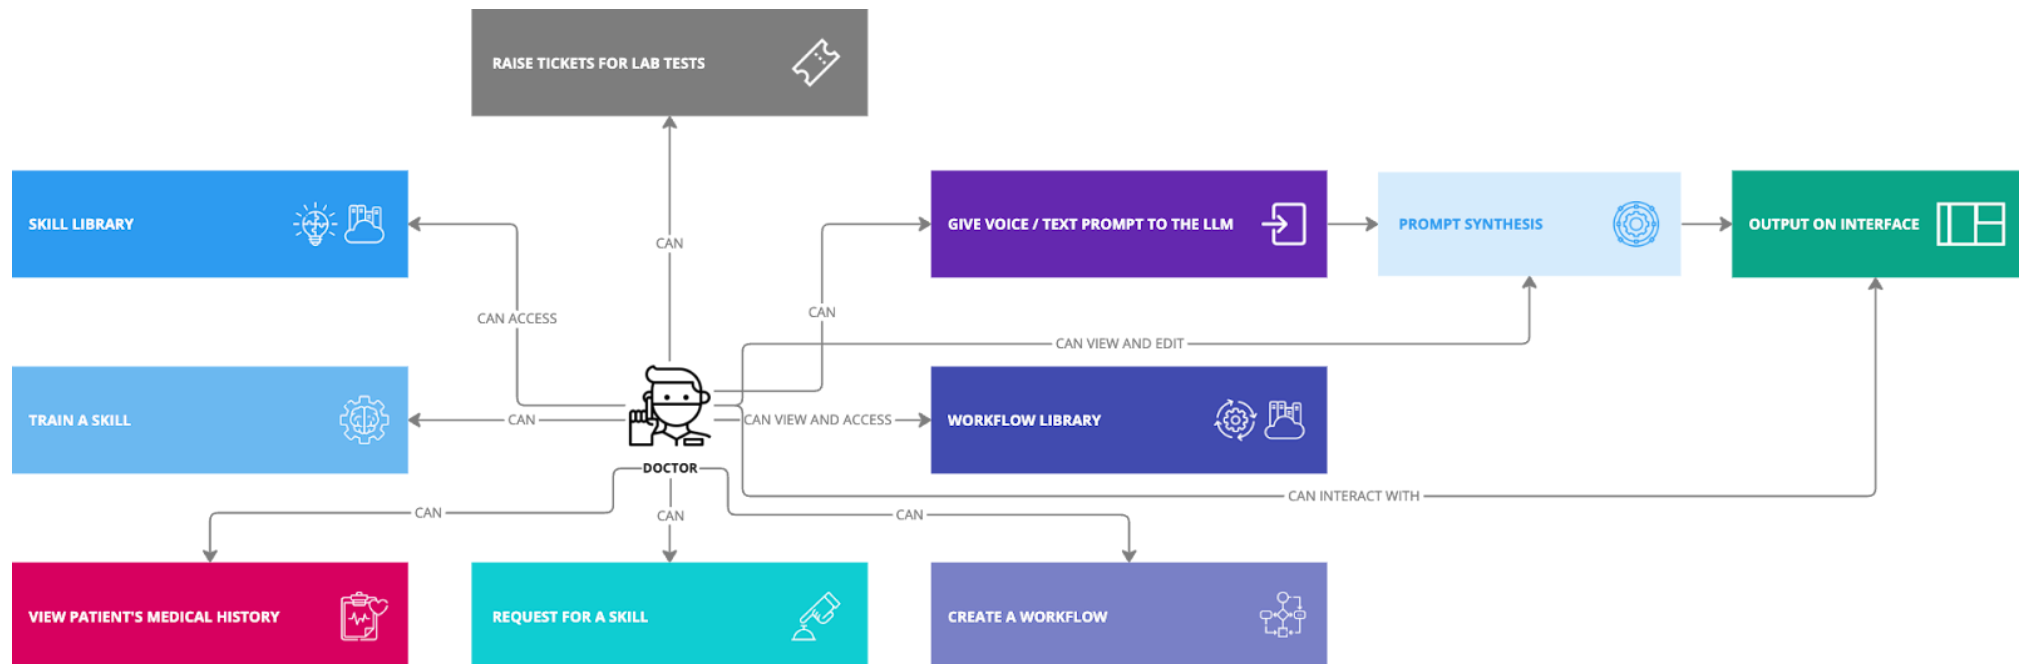 RAISE TICKETS FOR LAB TESTS
SKILL LIBRARY
GIVE VOICE / TEXT PROMPT TO THE LLM
PROMPT SYNTHESIS
OUTPUT ON INTERFACE
CAN
CAN
CAN ACCESS
CAN VIEW AND EDIT
TRAIN A SKILL
CAN
CAN VIEW AND ACCESS
WORKFLOW LIBRARY
DOCTOR
CAN INTERACT WITH
CAN
CAN
CAN
VIEW PATIENT'S MEDICAL HISTORY
REQUEST FOR A SKILL
CREATE A WORKFLOW